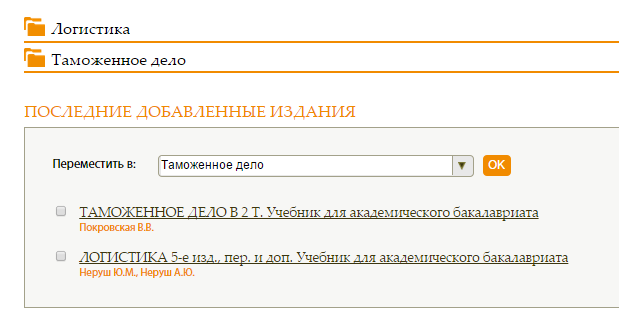 Логистика
Таможенное дело
ПОСЛЕДНИЕ ДОБАВЛЕННЫЕ ИЗДАНИЯ
Переместить в: Таможенное дело OK
ТАМОЖЕННОЕ ДЕЛО В 2 Т. Учебник для академического бакалавриата
Покровская В.В.
ЛОГИСТИКА 5-е изд., пер. и доп. Учебник для академического бакалавриата
Неруш Ю.М., Неруш А.Ю.